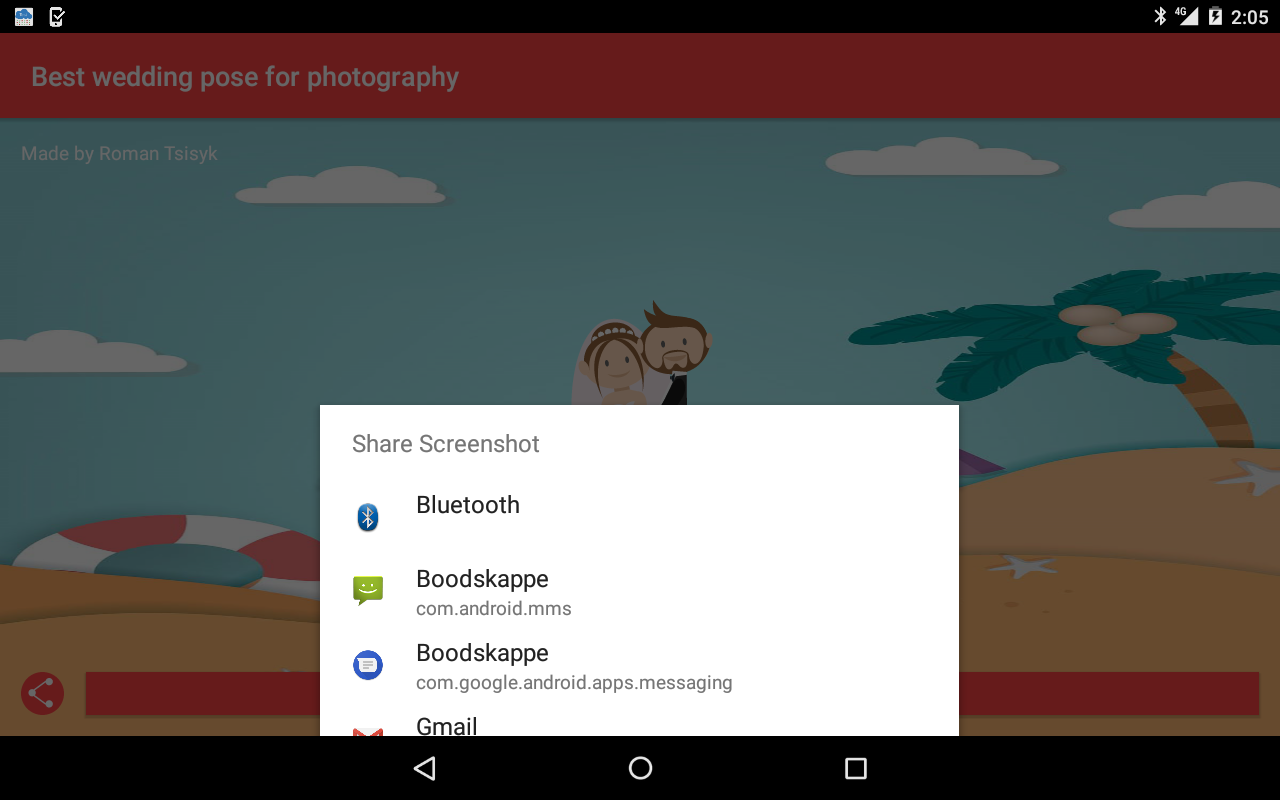 4G 2:05
Best wedding pose for photography
Made by Roman Tsisyk
Share Screenshot
Bluetooth
Boodskappe
com.android.mms
Boodskappe
com.google.android.apps.messaging
Gmail